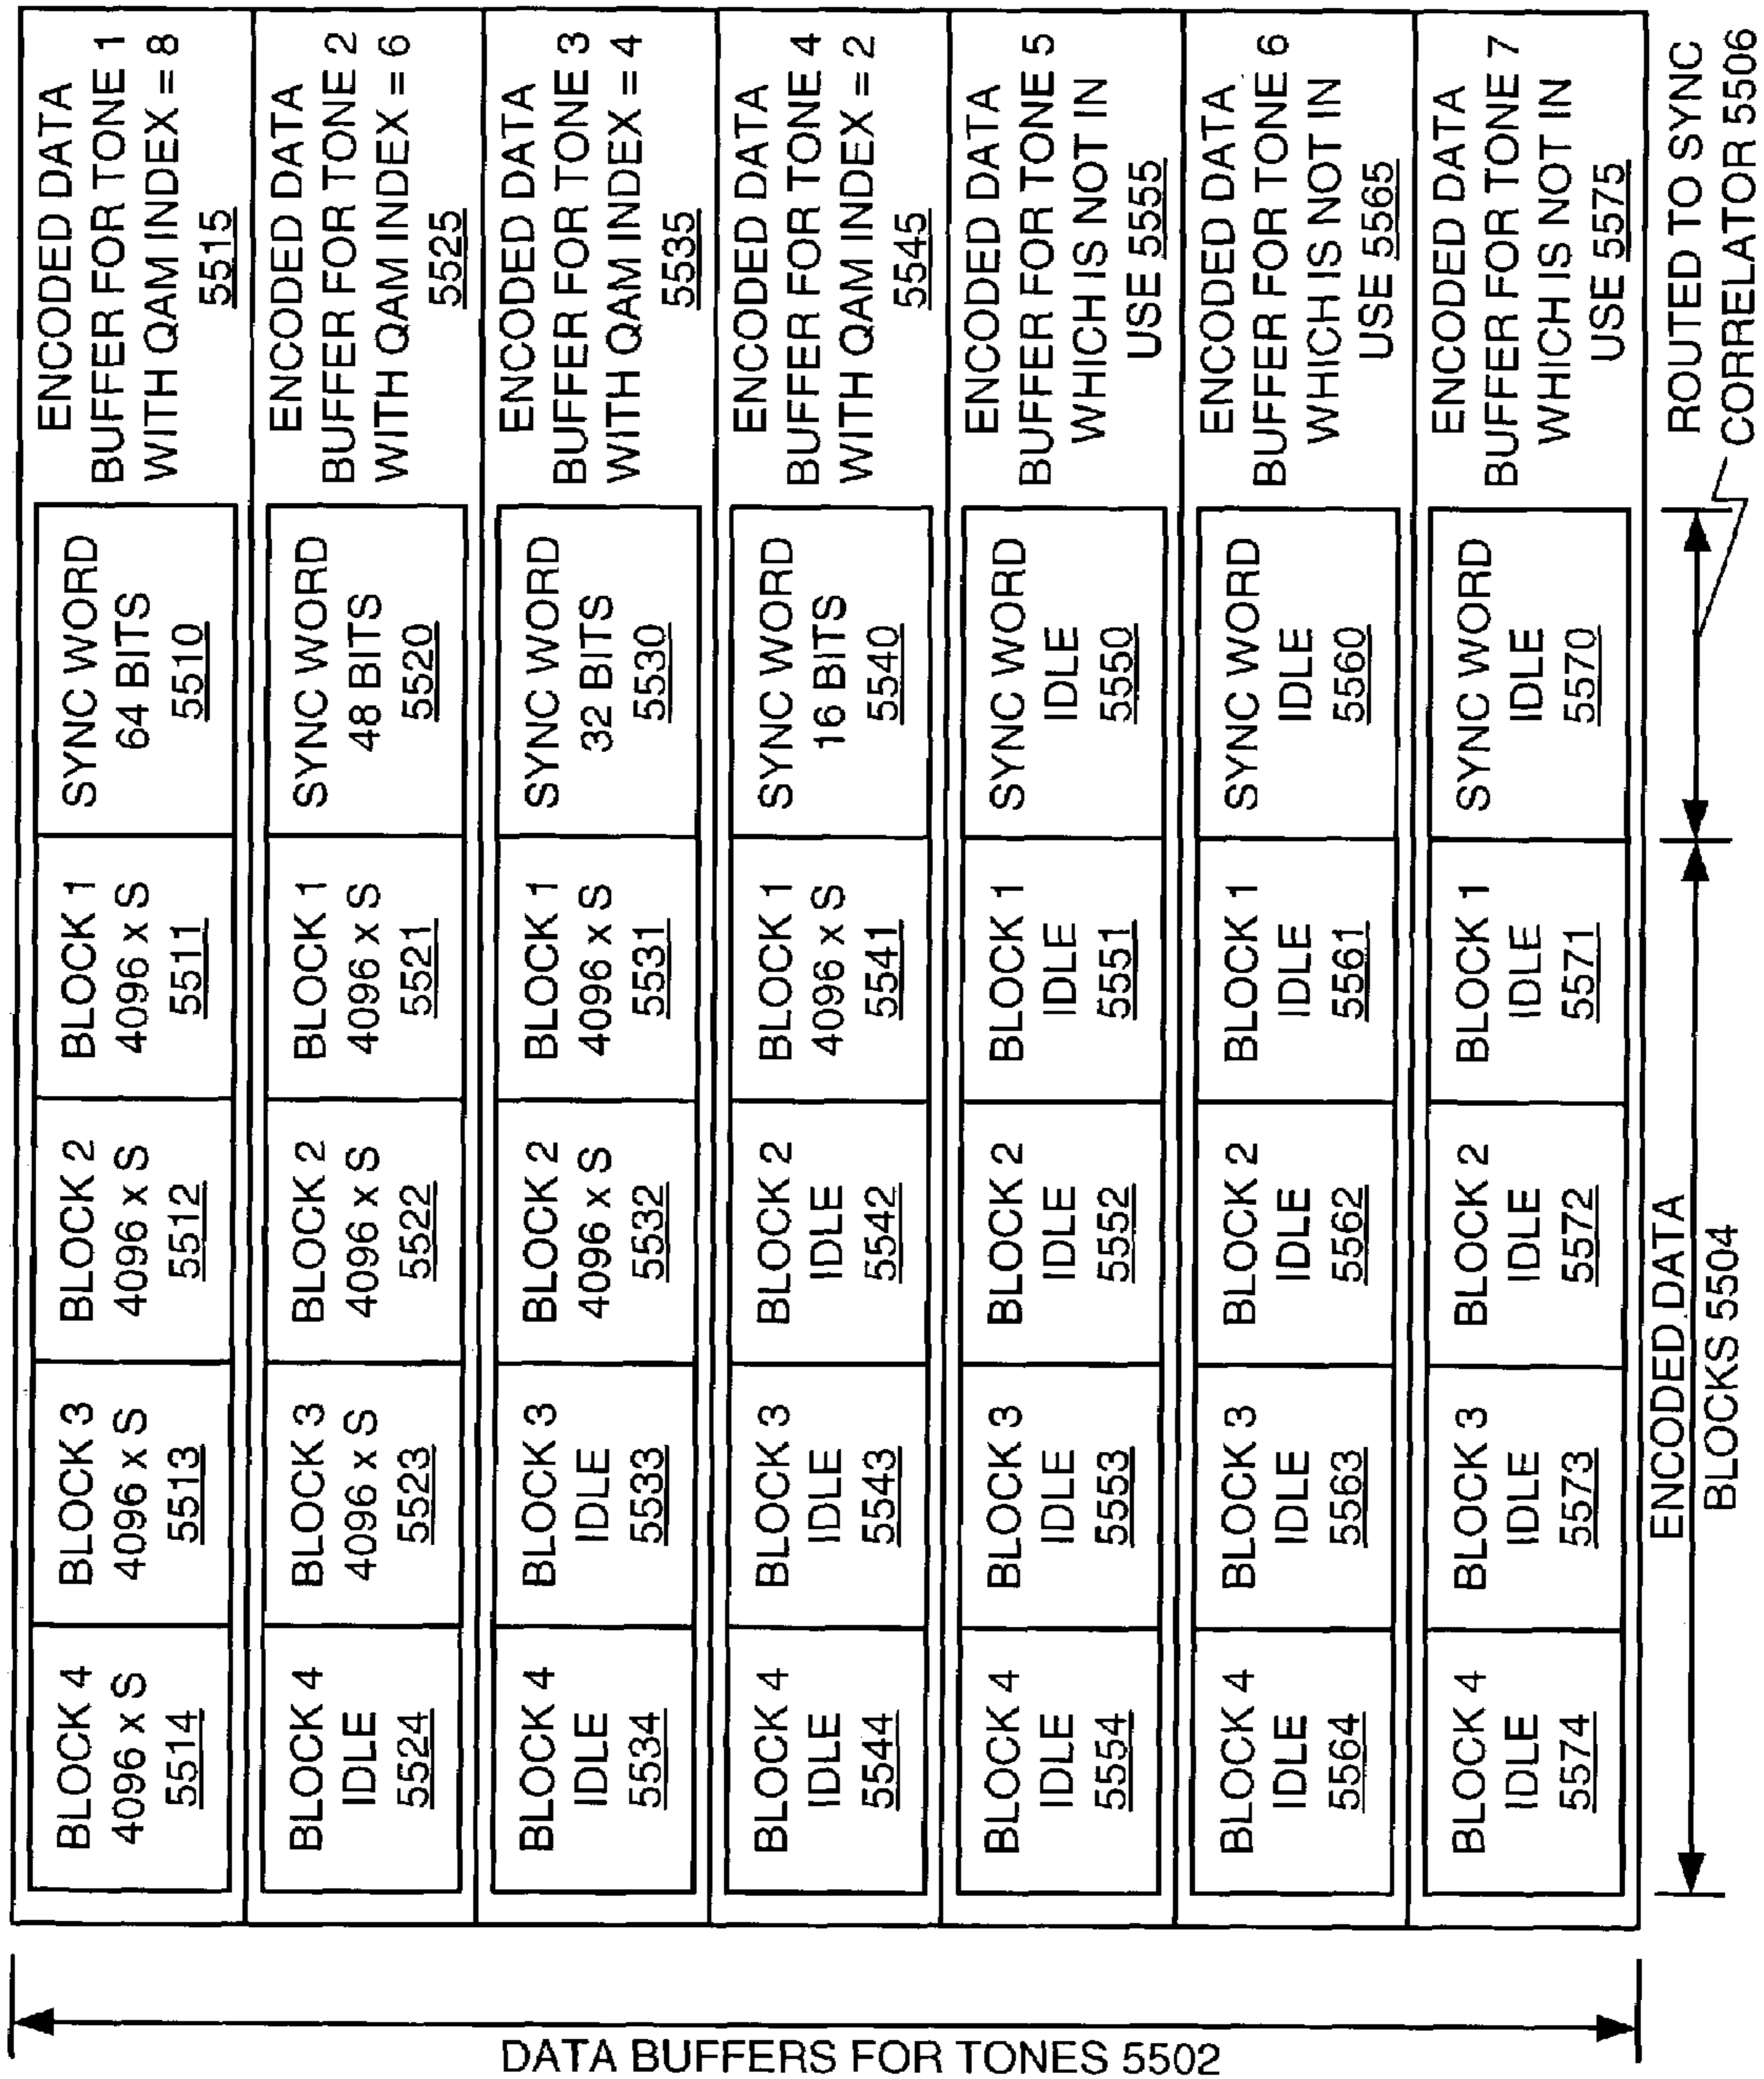 BLOCK 4
4096 x S
5514
BLOCK 3
4096 x S
5513
BLOCK 2
4096 x S
5512
BLOCK 1
4096 x S
5511
SYNC WORD
64 BITS
5510
ENCODED DATA
BUFFER FOR TONE 1
WITH QAM INDEX = 8
5515
BLOCK 4
IDLE
5524
BLOCK 3
4096 x S
5523
BLOCK 2
4096 x S
5522
BLOCK 1
4096 x S
5521
SYNC WORD
48 BITS
5520
ENCODED DATA
BUFFER FOR TONE 2
WITH QAM INDEX = 6
5525
BLOCK 4
IDLE
5534
BLOCK 3
IDLE
5533
BLOCK 2
4096 x S
5532
BLOCK 1
4096 x S
5531
SYNC WORD
32 BITS
5530
ENCODED DATA
BUFFER FOR TONE 3
WITH QAM INDEX = 4
5535
BLOCK 4
IDLE
5544
BLOCK 3
IDLE
5543
BLOCK 2
IDLE
5542
BLOCK 1
4096 x S
5541
SYNC WORD
16 BITS
5540
ENCODED DATA
BUFFER FOR TONE 4
WITH QAM INDEX = 2
5545
BLOCK 4
IDLE
5554
BLOCK 3
IDLE
5553
BLOCK 2
IDLE
5552
BLOCK 1
IDLE
5551
SYNC WORD
IDLE
5550
ENCODED DATA
BUFFER FOR TONE 5
WHICH IS NOT IN
USE 5555
BLOCK 4
IDLE
5564
BLOCK 3
IDLE
5563
BLOCK 2
IDLE
5562
BLOCK 1
IDLE
5561
SYNC WORD
IDLE
5560
ENCODED DATA
BUFFER FOR TONE 6
WHICH IS NOT IN
USE 5565
BLOCK 4
IDLE
5574
BLOCK 3
IDLE
5573
BLOCK 2
IDLE
5572
BLOCK 1
IDLE
5571
SYNC WORD
IDLE
5570
ENCODED DATA
BUFFER FOR TONE 7
WHICH IS NOT IN
USE 5575
ENCODED DATA
BLOCKS 5504
ROUTED TO SYNC
CORRELATOR 5506
DATA BUFFERS FOR TONES 5502